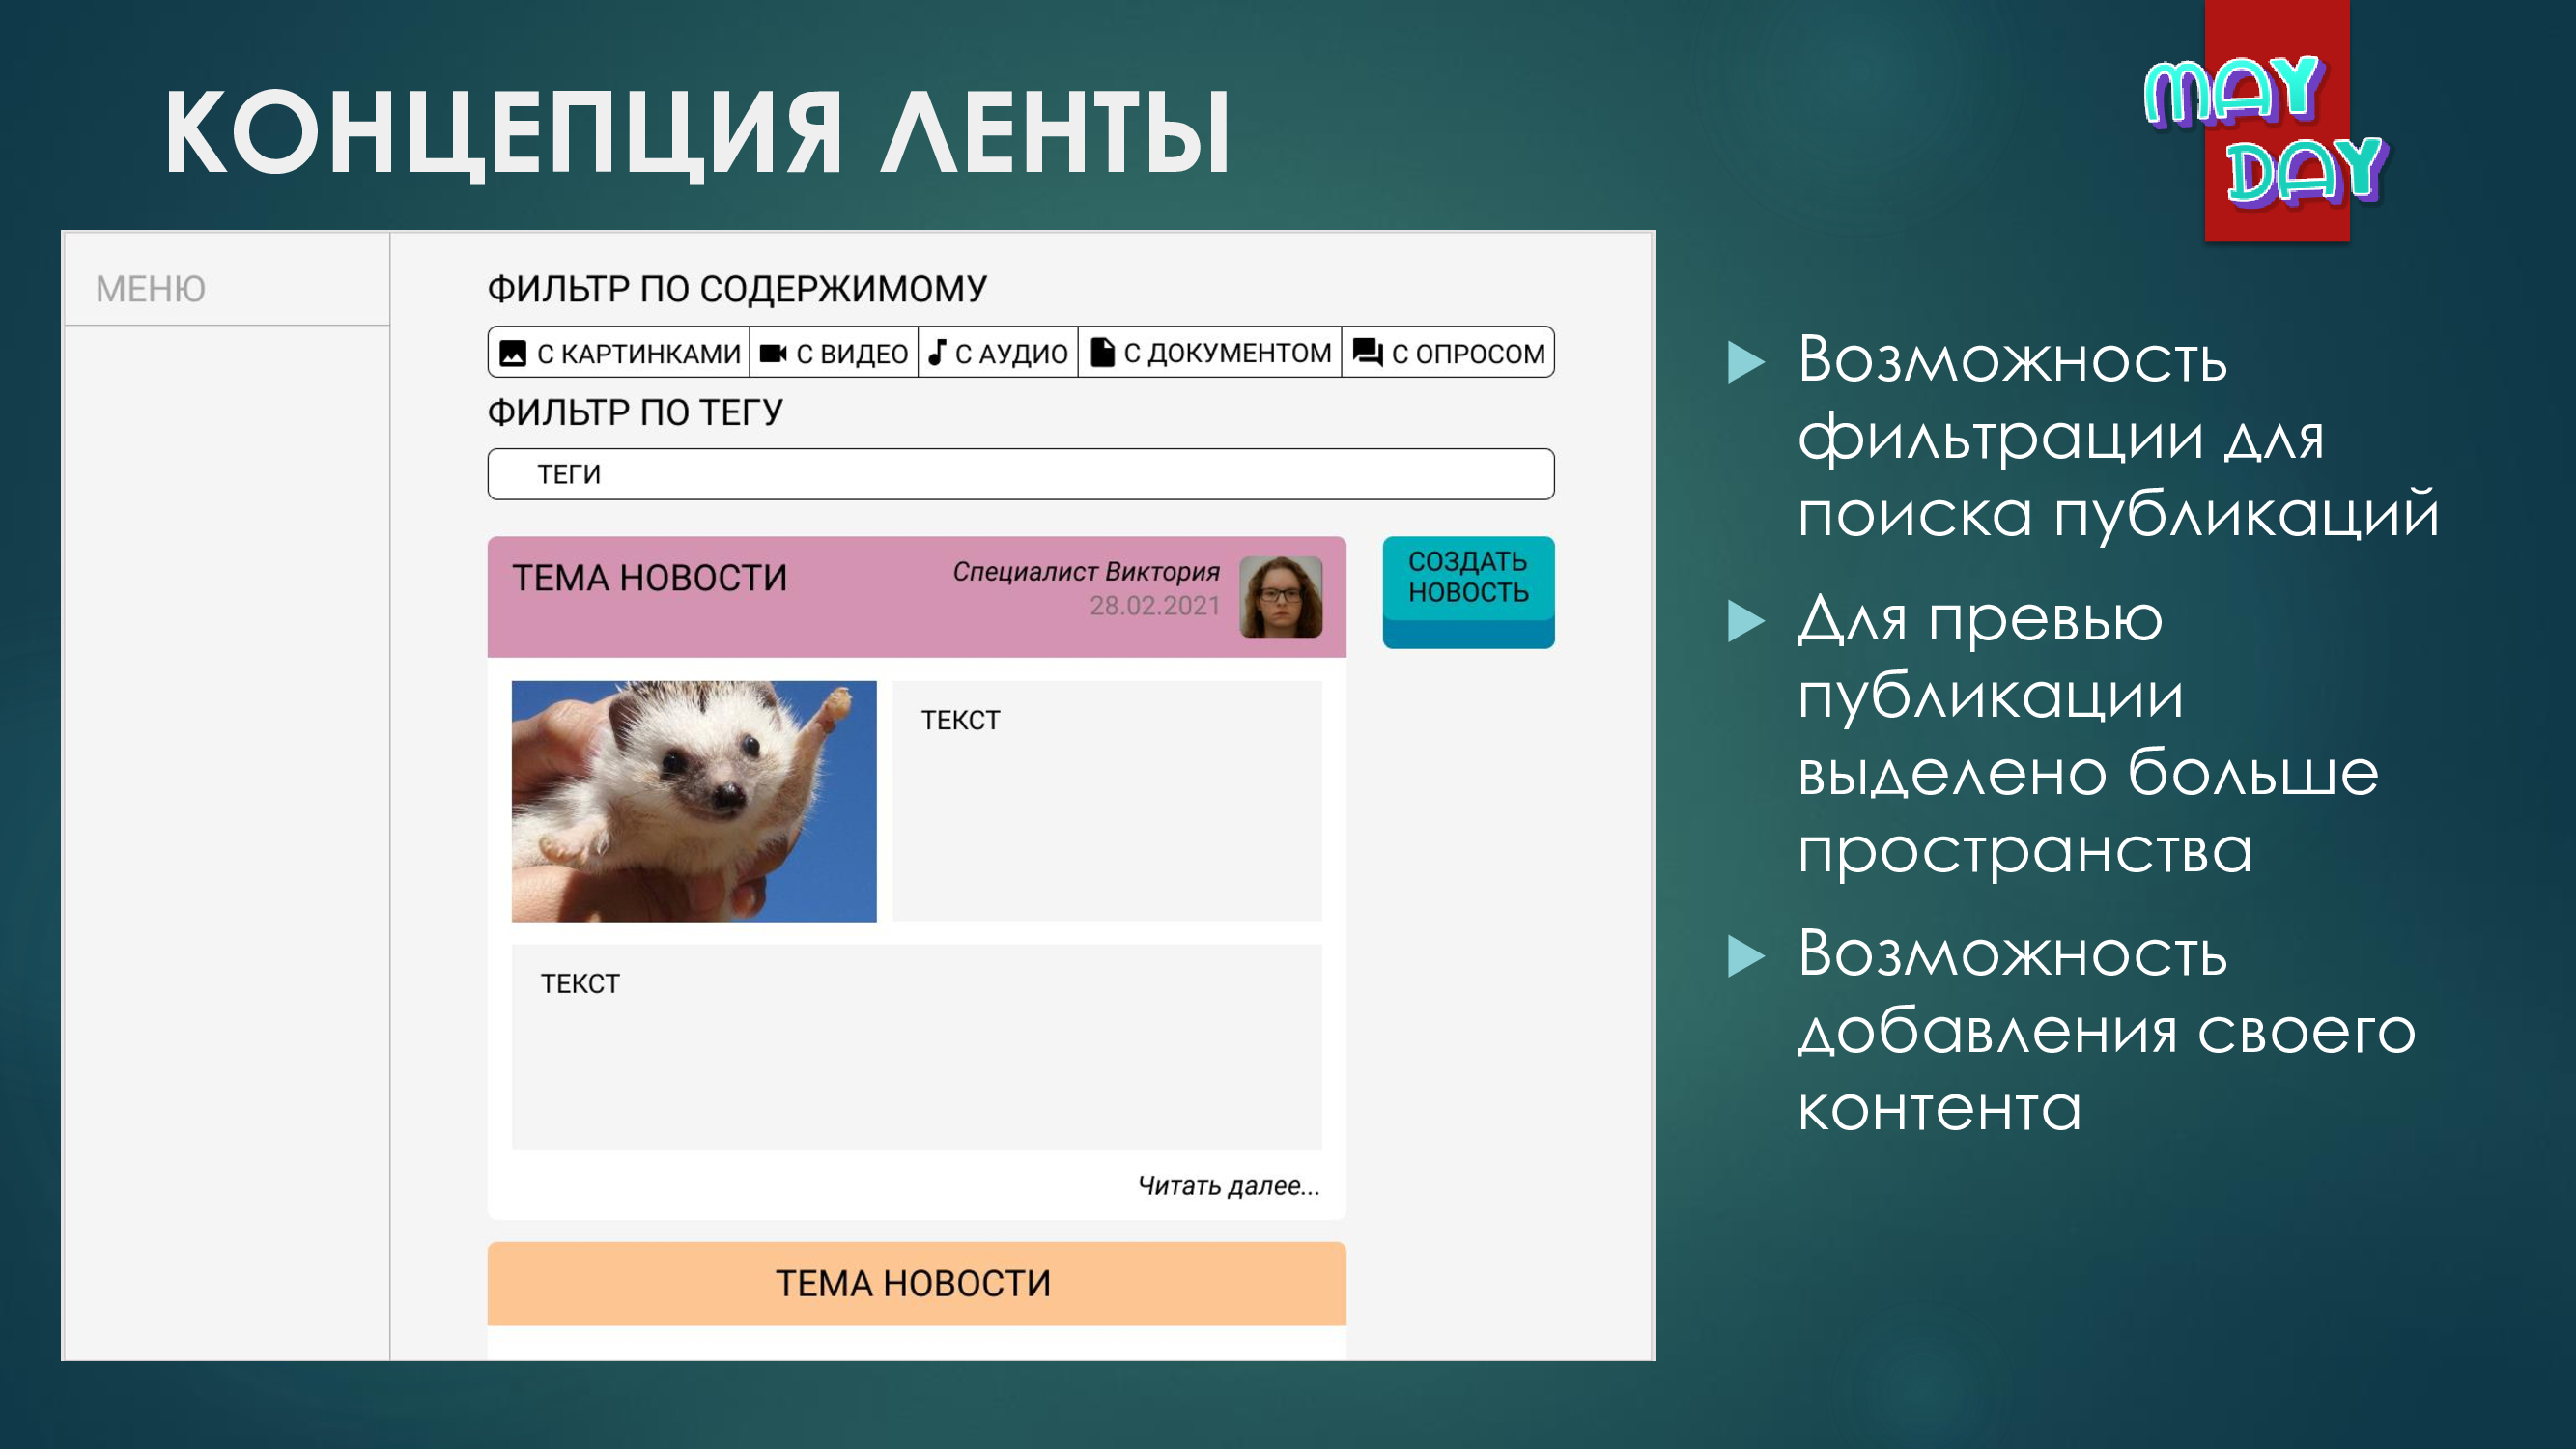 КОНЦЕПЦИЯ ЛЕНТЫ
MAY
DAY
МЕНЮ
ФИЛЬТР ПО СОДЕРЖИМОМУ
С КАРТИНКАМИ С ВИДЕО С АУДИО С ДОКУМЕНТОМ С ОПРОСОМ
ФИЛЬТР ПО ТЕГУ
ТЕГИ
ТЕМА НОВОСТИ
Специалист Виктория
28.02.2021
СОЗДАТЬ
НОВОСТЬ
ТЕКСТ
ТЕКСТ
Читать далее...
ТЕМА НОВОСТИ
Возможность
фильтрации для
поиска публикаций
Для превью
публикации
выделено больше
пространства
Возможность
добавления своего
контента